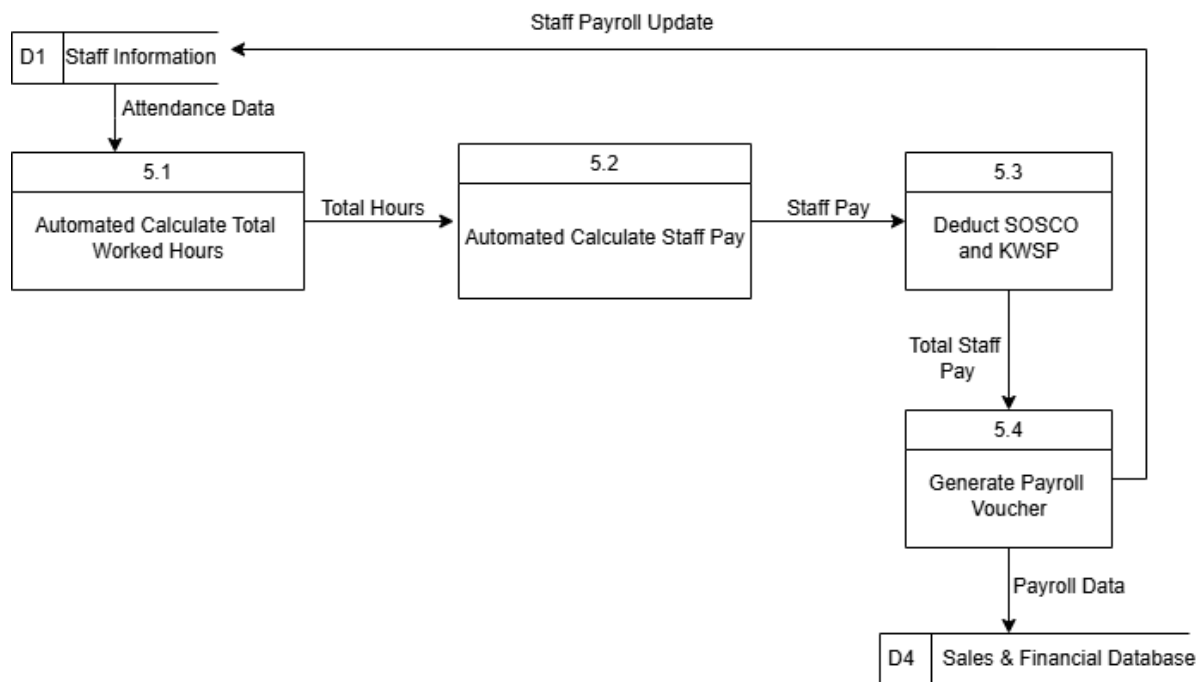 Staff Payroll Update
D1 Staff Information
Attendance Data
5.1
Automated Calculate Total
Worked Hours
Total Hours
5.2
Automated Calculate Staff Pay
Staff Pay
5.3
Deduct SOSCO
and KWSP
Total Staff
Pay
5.4
Generate Payroll
Voucher
Payroll Data
D4 Sales & Financial Database